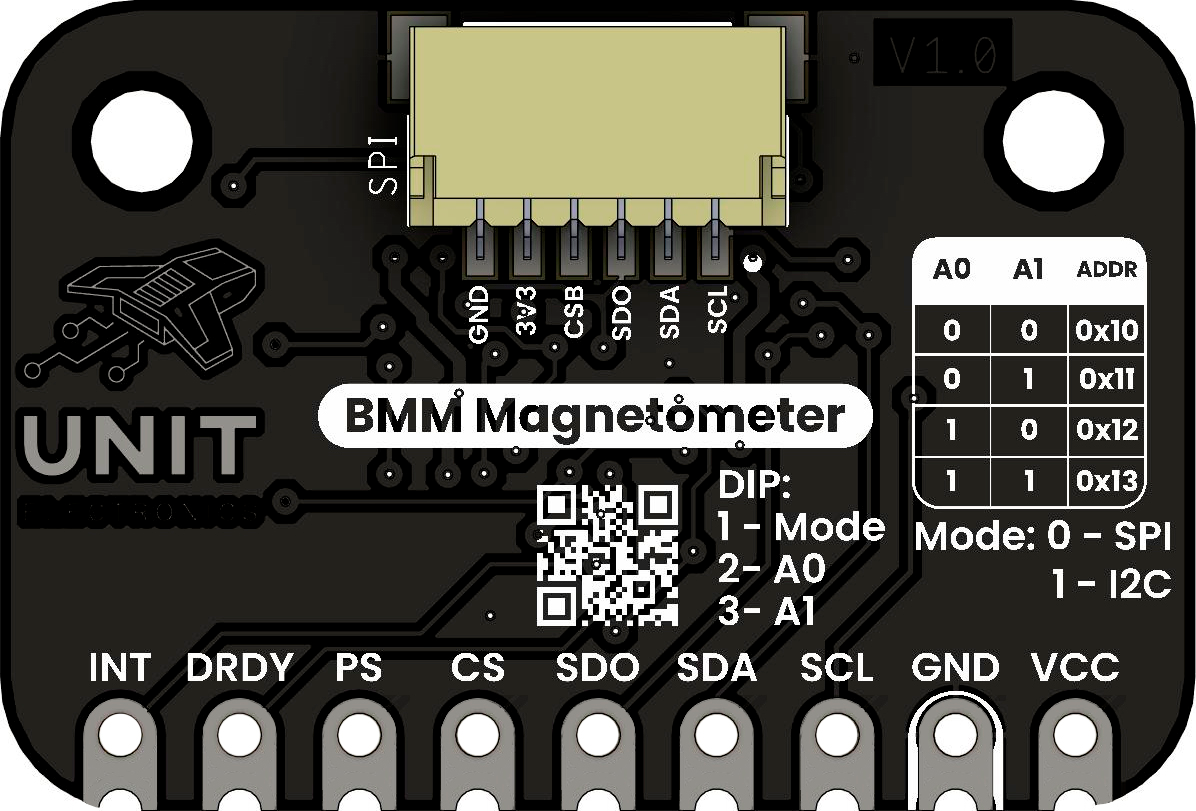 V1.0
SPI
GND
3V3
CSB
SDO
SDA
SCL
A0 A1 ADDR
0 0 0x10
0 1 0x11
1 0 0x12
1 1 0x13
BMM Magnetometer
UNIT
ELECTRONICS
DIP:
1 - Mode
2- A0
3- A1
Mode: 0 - SPI
1 - I2C
INT DRDY PS CS SDO SDA SCL GND VCC